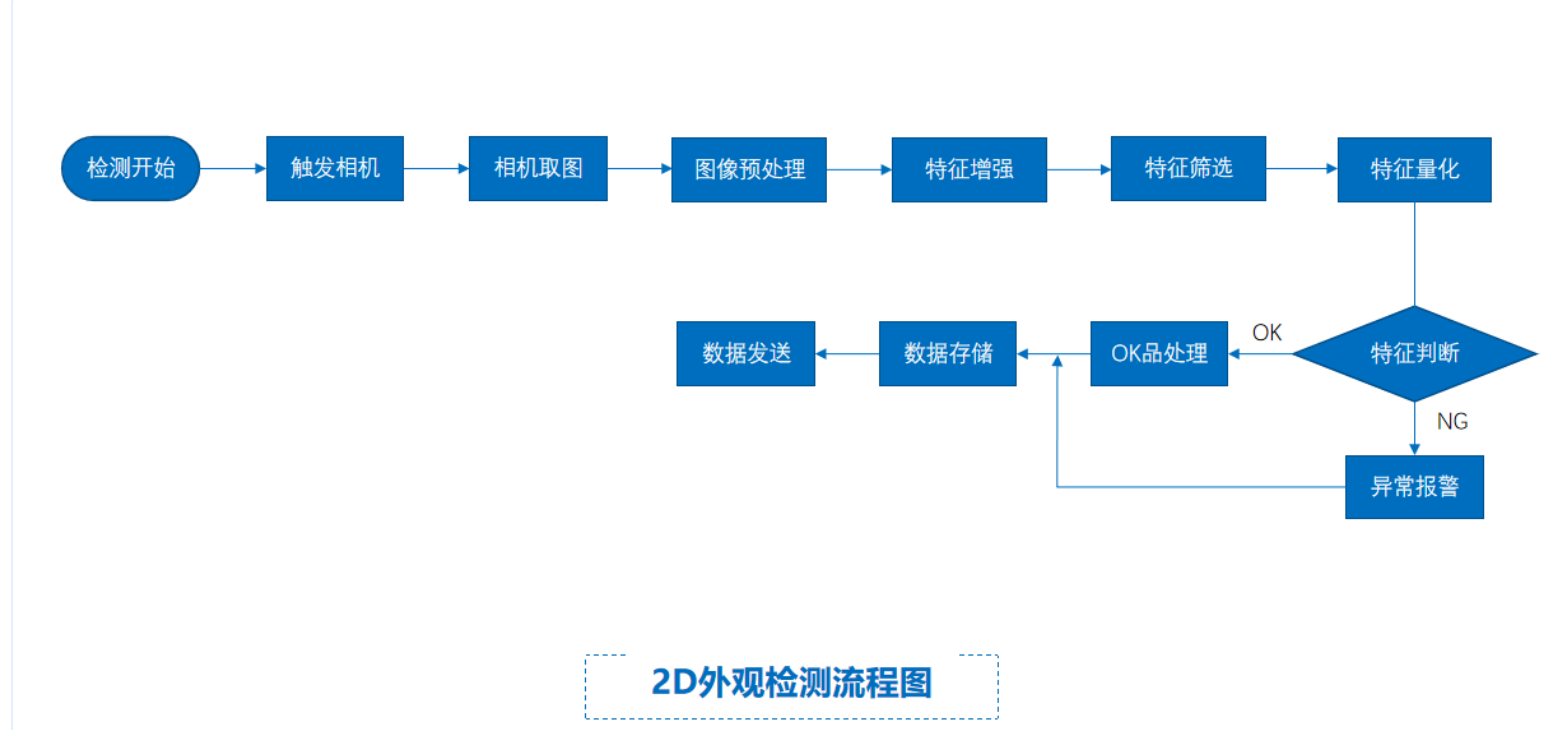 检测开始
触发相机
相机取图
图像预处理
特征增强
特征筛选
特征量化
数据发送
数据存储
OK品处理
OK
特征判断
NG
异常报警
2D外观检测流程图